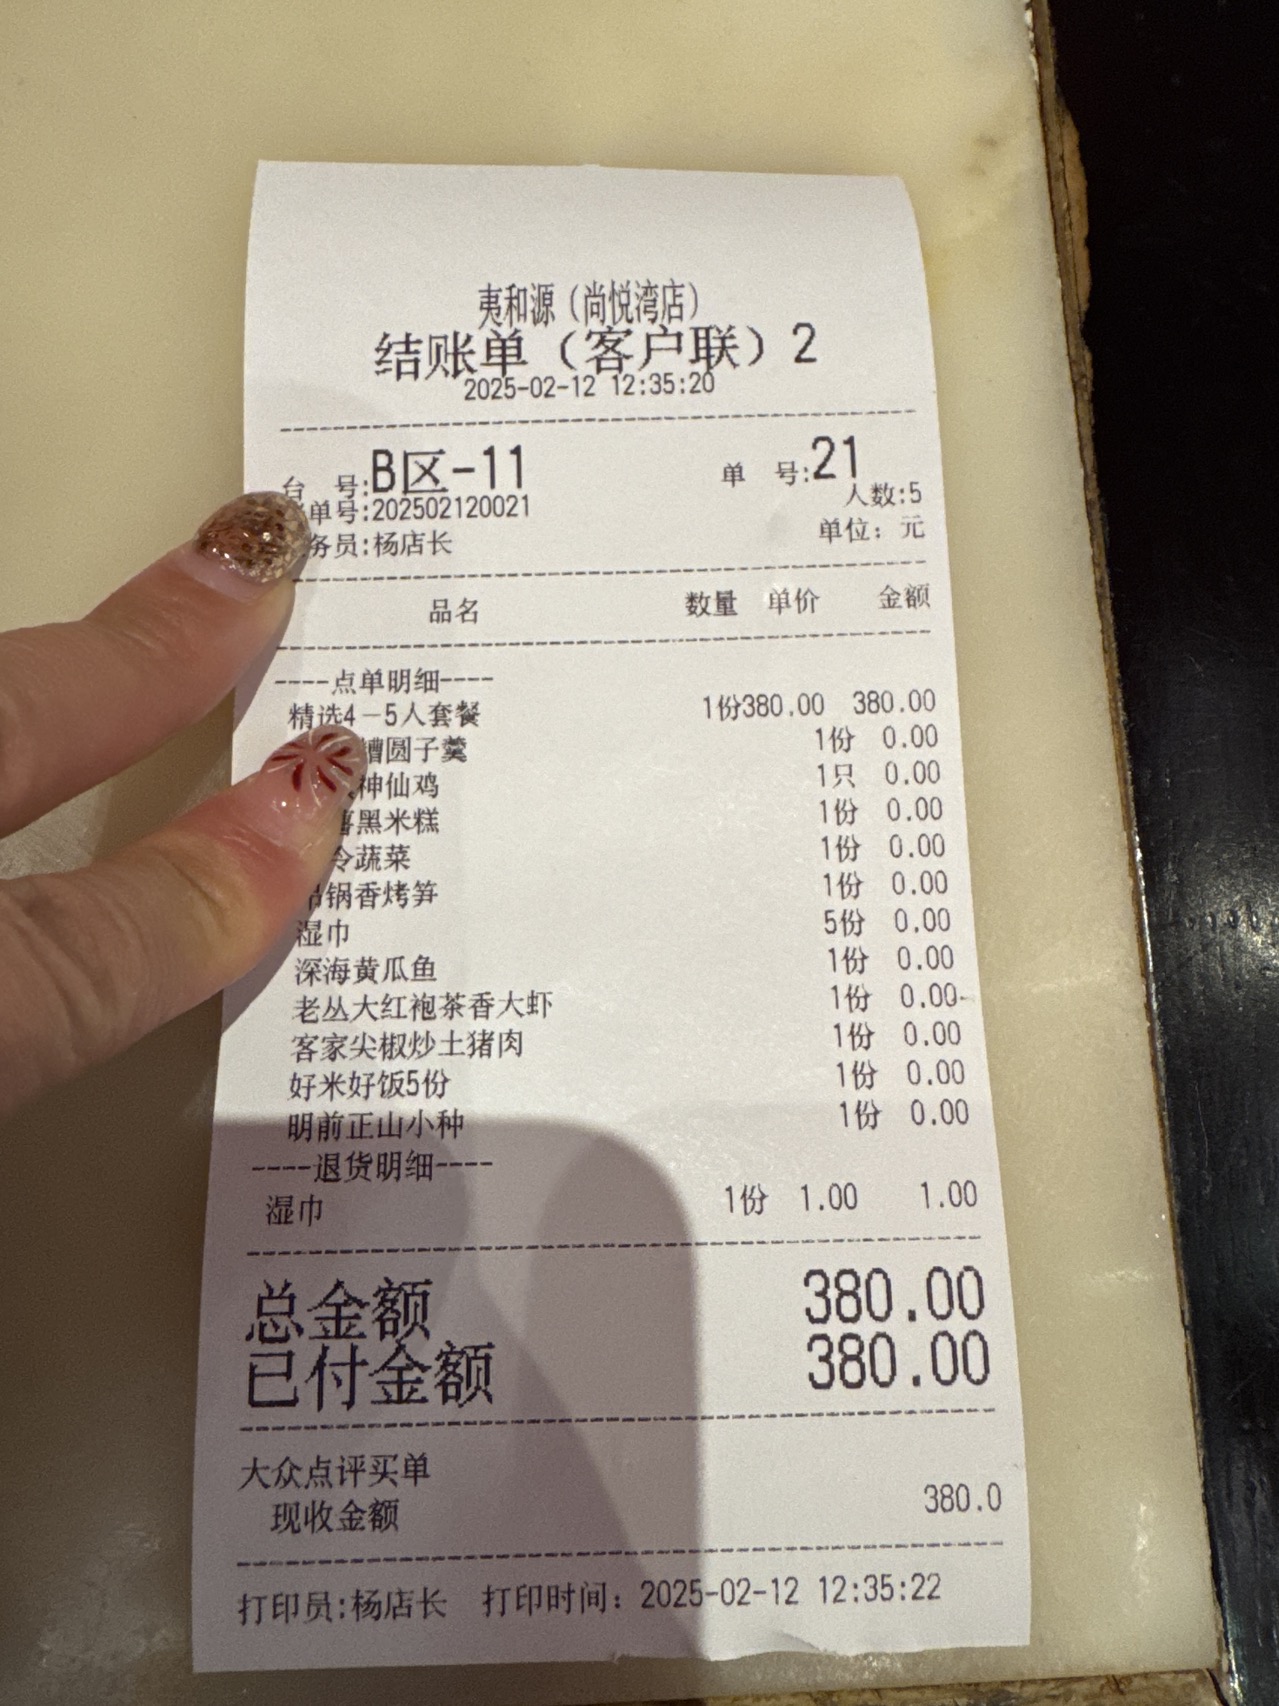 夷和源（尚悦湾店）
结账单（客户联）2
2025-02-12 12:35:20
台 号:B区-11 单 号:21
单号:202502120021 人数:5
务员:杨店长 单位：元
品名 数量 单价 金额
----点单明细----
精选4－5人套餐 1份380.00 380.00
糟圆子羹 1份 0.00
神仙鸡 1只 0.00
黑米糕 1份 0.00
令蔬菜 1份 0.00
锅香烤笋 1份 0.00
湿巾 5份 0.00
深海黄瓜鱼 1份 0.00
老丛大红袍茶香大虾 1份 0.00
客家尖椒炒土猪肉 1份 0.00
好米好饭5份 1份 0.00
明前正山小种 1份 0.00
----退货明细----
湿巾 1份 1.00 1.00
总金额 380.00
已付金额 380.00
大众点评买单
现收金额 380.0
打印员:杨店长 打印时间：2025-02-12 12:35:22